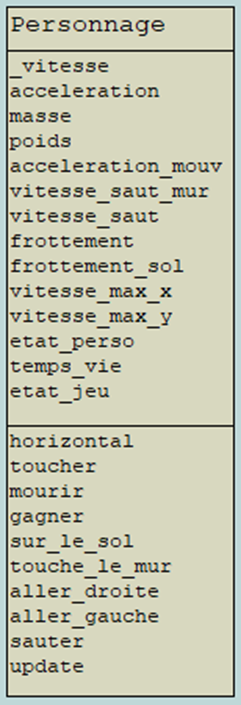 Personnage
_vitesse
acceleration
masse
poids
acceleration_mouv
vitesse_saut_mur
vitesse_saut
frottement
frottement_sol
vitesse_max_x
vitesse_max_y
etat_perso
temps_vie
etat_jeu
horizontal
toucher
mourir
gagner
sur_le_sol
touche_le_mur
aller_droite
aller_gauche
sauter
update